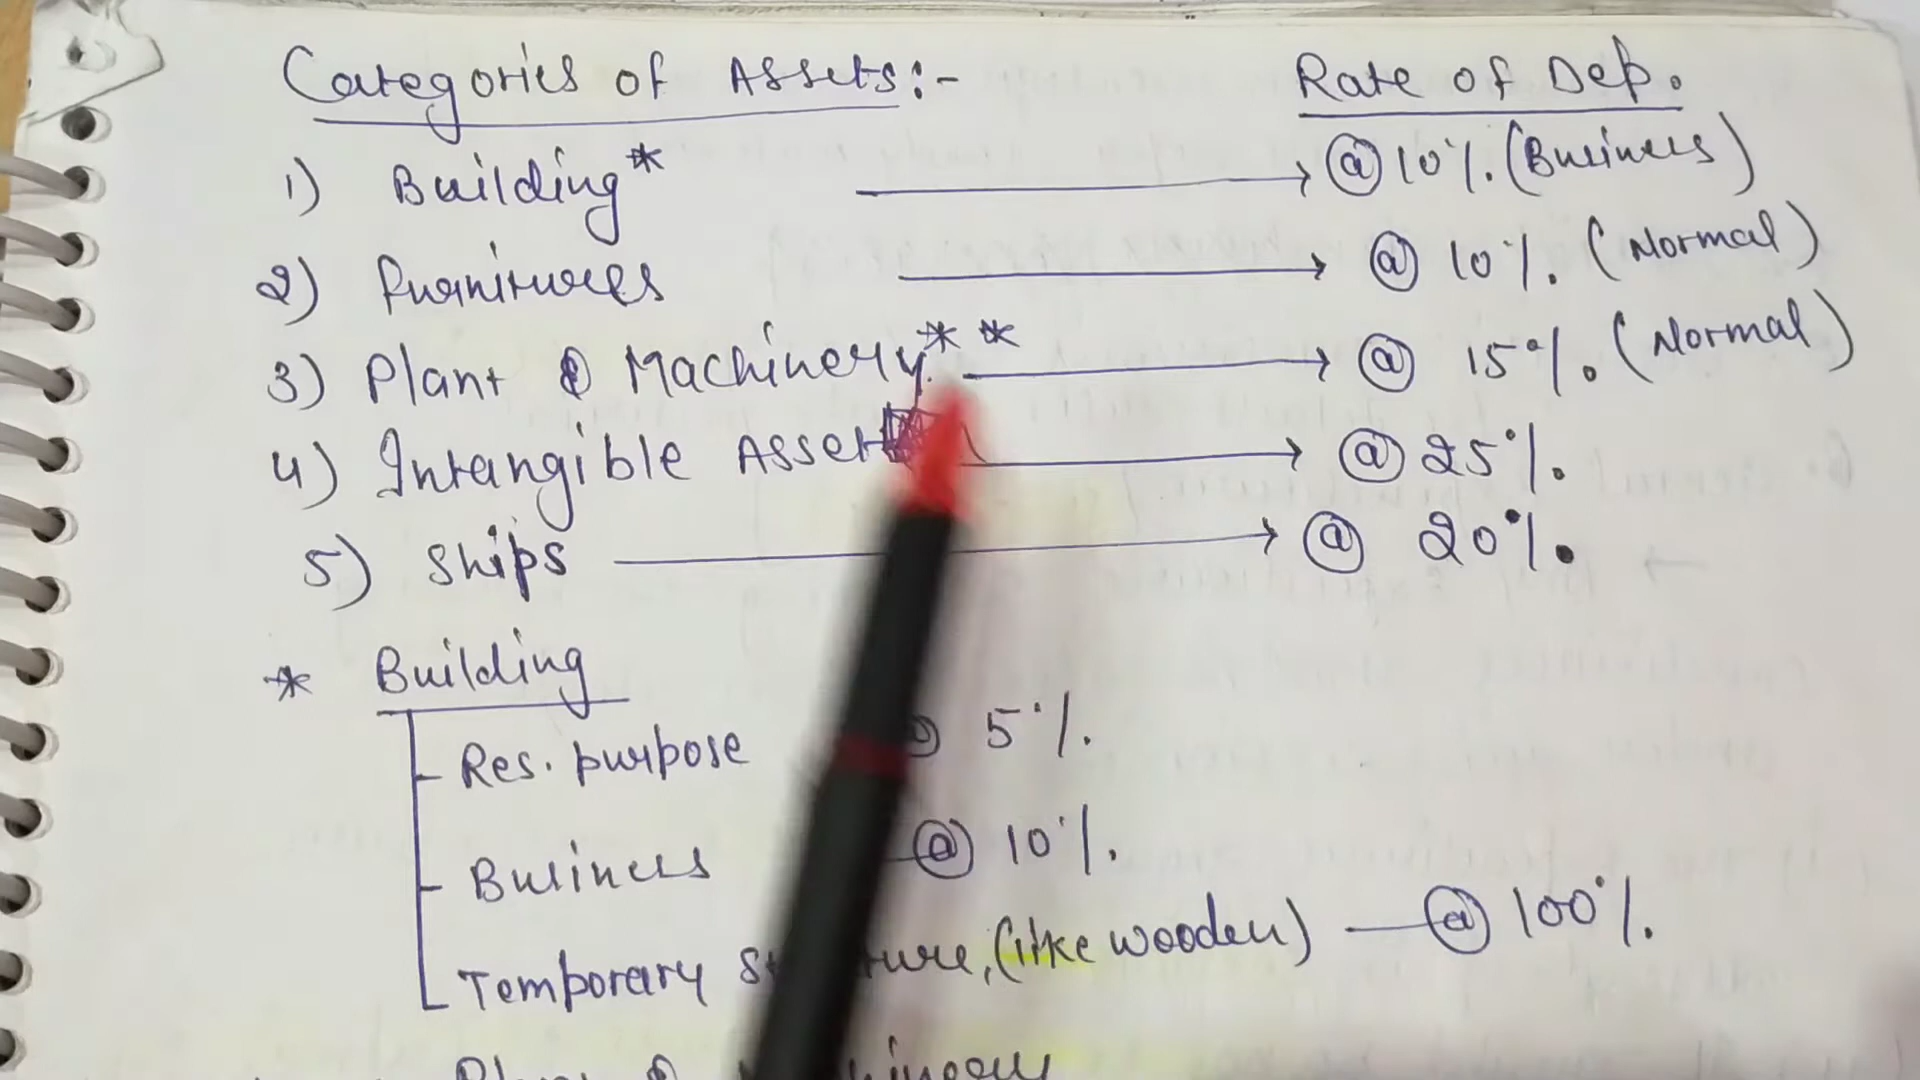 Categories of Assets:- Rate of Dep.
1) Building* → @ 10%. (Business)
2) furnitures → @ 10%. (Normal)
3) Plant & Machinery** → @ 15%. (Normal)
4) Intangible Asset → @ 25%.
5) Ships → @ 20%.
* Building
Res. purpose @ 5%.
Business @ 10%.
Temporary (like wooden) — @ 100%.